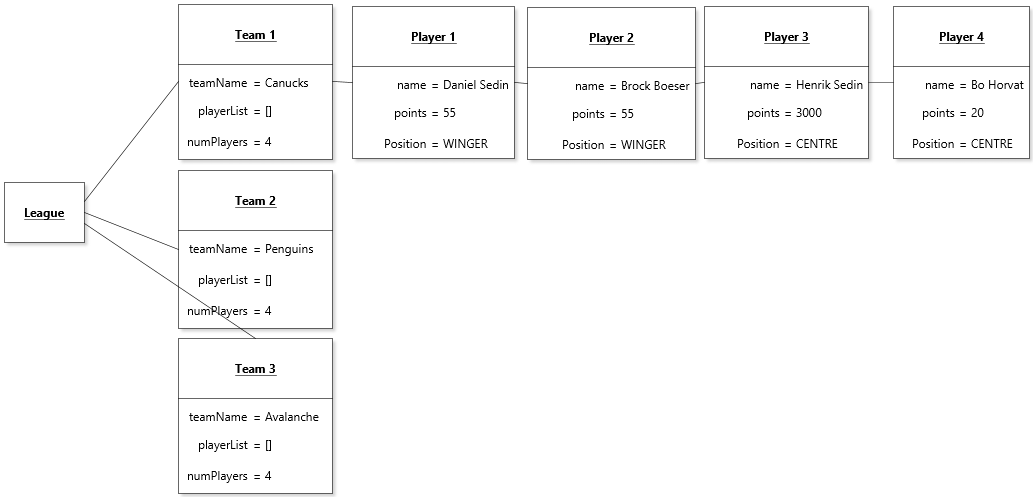 Team 1
teamName = Canucks
playerList = []
numPlayers = 4
Player 1
name = Daniel Sedin
points = 55
Position = WINGER
Player 2
name = Brock Boeser
points = 55
Position = WINGER
Player 3
name = Henrik Sedin
points = 3000
Position = CENTRE
Player 4
name = Bo Horvat
points = 20
Position = CENTRE
League
Team 2
teamName = Penguins
playerList = []
numPlayers = 4
Team 3
teamName = Avalanche
playerList = []
numPlayers = 4